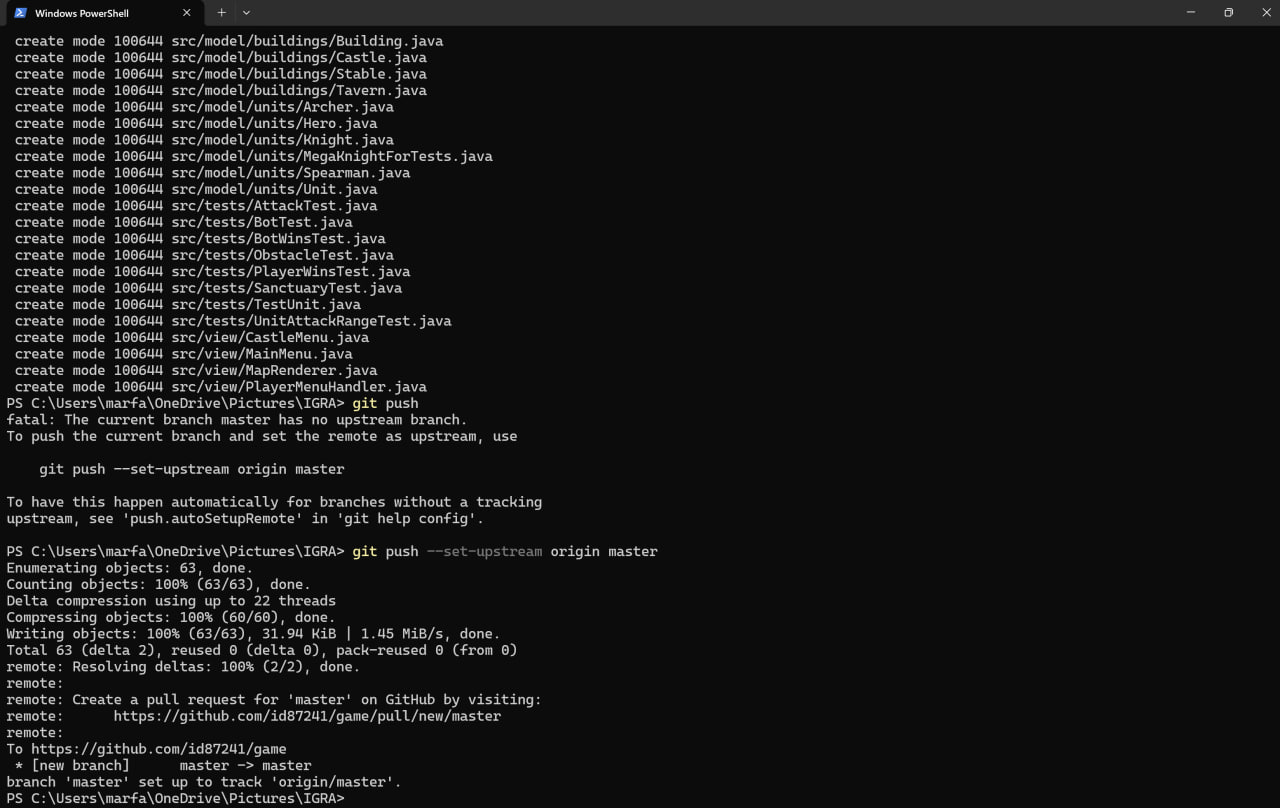 Windows PowerShell
create mode 100644 src/model/buildings/Building.java
create mode 100644 src/model/buildings/Castle.java
create mode 100644 src/model/buildings/Stable.java
create mode 100644 src/model/buildings/Tavern.java
create mode 100644 src/model/units/Archer.java
create mode 100644 src/model/units/Hero.java
create mode 100644 src/model/units/Knight.java
create mode 100644 src/model/units/MegaKnightForTests.java
create mode 100644 src/model/units/Spearman.java
create mode 100644 src/model/units/Unit.java
create mode 100644 src/tests/AttackTest.java
create mode 100644 src/tests/BotTest.java
create mode 100644 src/tests/BotWinsTest.java
create mode 100644 src/tests/ObstacleTest.java
create mode 100644 src/tests/PlayerWinsTest.java
create mode 100644 src/tests/SanctuaryTest.java
create mode 100644 src/tests/TestUnit.java
create mode 100644 src/tests/UnitAttackRangeTest.java
create mode 100644 src/view/CastleMenu.java
create mode 100644 src/view/MainMenu.java
create mode 100644 src/view/MapRenderer.java
create mode 100644 src/view/PlayerMenuHandler.java
PS C:\Users\marfa\OneDrive\Pictures\IGRA> git push
fatal: The current branch master has no upstream branch.
To push the current branch and set the remote as upstream, use
git push --set-upstream origin master
To have this happen automatically for branches without a tracking
upstream, see 'push.autoSetupRemote' in 'git help config'.
PS C:\Users\marfa\OneDrive\Pictures\IGRA> git push --set-upstream origin master
Enumerating objects: 63, done.
Counting objects: 100% (63/63), done.
Delta compression using up to 22 threads
Compressing objects: 100% (60/60), done.
Writing objects: 100% (63/63), 31.94 KiB | 1.45 MiB/s, done.
Total 63 (delta 2), reused 0 (delta 0), pack-reused 0 (from 0)
remote: Resolving deltas: 100% (2/2), done.
remote:
remote: Create a pull request for 'master' on GitHub by visiting:
remote:      https://github.com/id87241/game/pull/new/master
remote:
To https://github.com/id87241/game
* [new branch]      master -> master
branch 'master' set up to track 'origin/master'.
PS C:\Users\marfa\OneDrive\Pictures\IGRA>